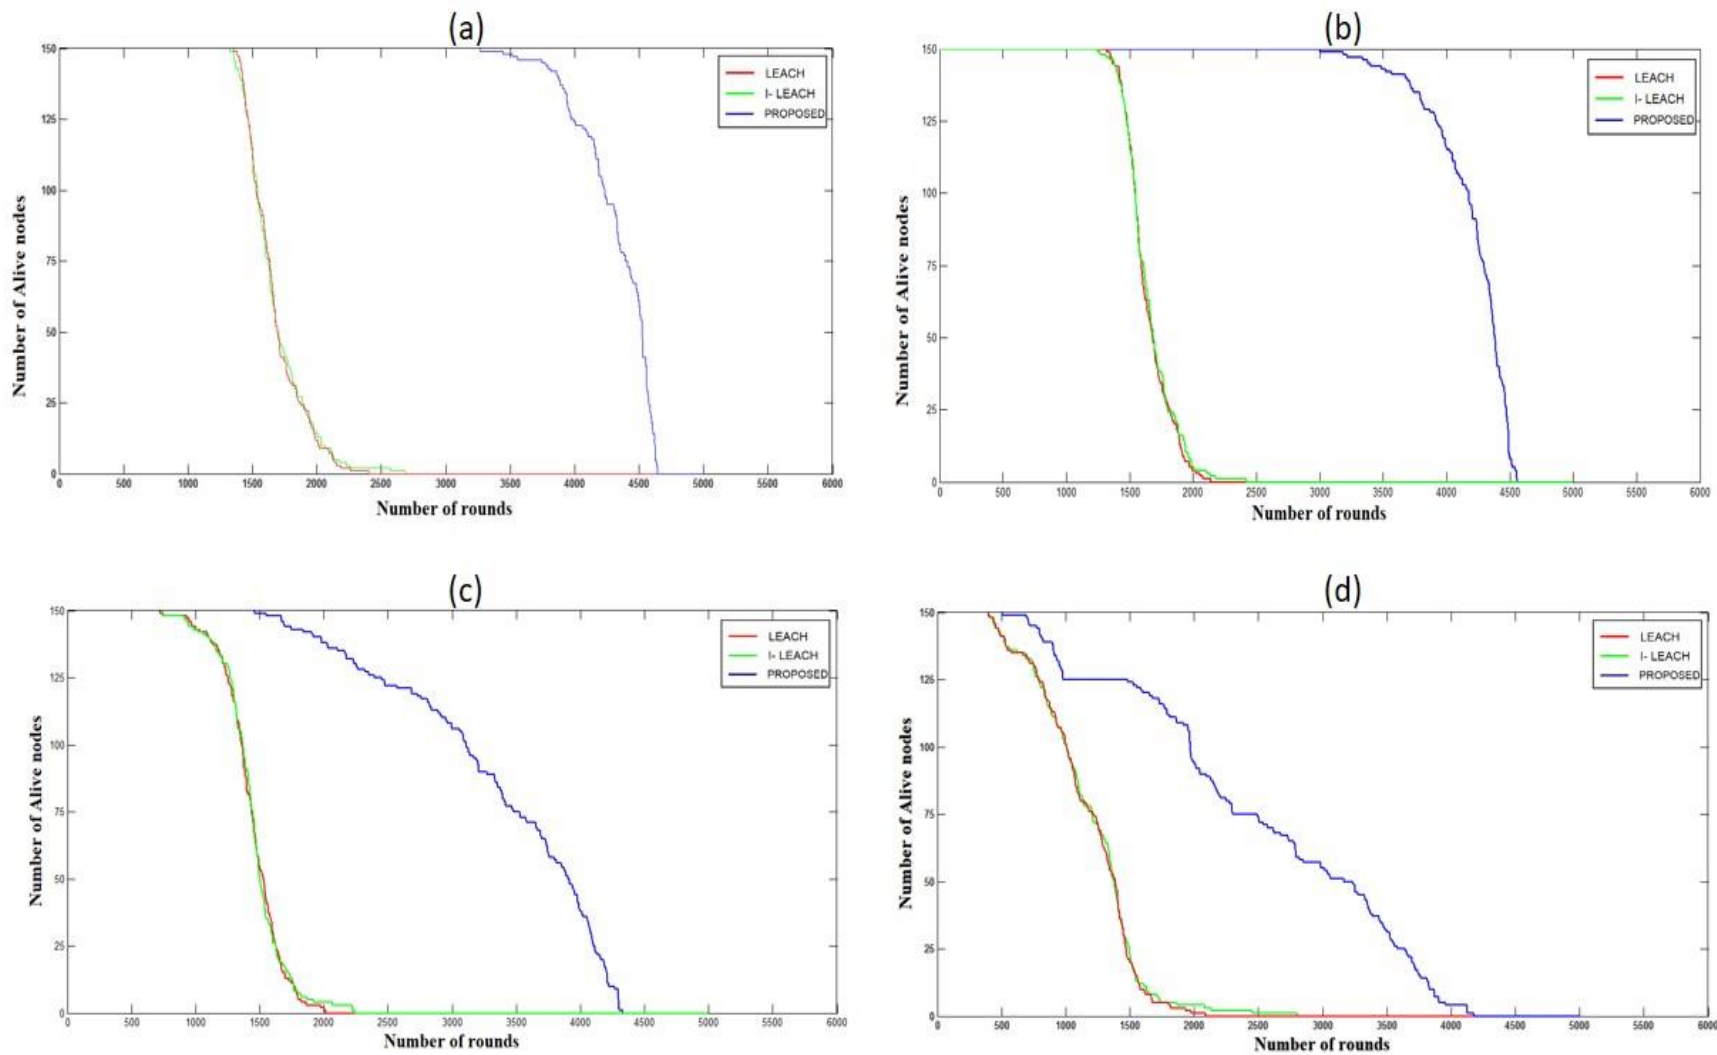 (a)
150
125
100
75
50
25
0
Number of Alive nodes
LEACH
I- LEACH
PROPOSED
0 500 1000 1500 2000 2500 3000 3500 4000 4500 5000 5500 6000
Number of rounds
(b)
150
125
100
75
50
25
0
Number of Alive nodes
LEACH
I- LEACH
PROPOSED
0 500 1000 1500 2000 2500 3000 3500 4000 4500 5000 5500 6000
Number of rounds
(c)
150
125
100
75
50
25
0
Number of Alive nodes
LEACH
I- LEACH
PROPOSED
0 500 1000 1500 2000 2500 3000 3500 4000 4500 5000 5500 6000
Number of rounds
(d)
150
125
100
75
50
25
0
Number of Alive nodes
LEACH
I- LEACH
PROPOSED
0 500 1000 1500 2000 2500 3000 3500 4000 4500 5000 5500 6000
Number of rounds